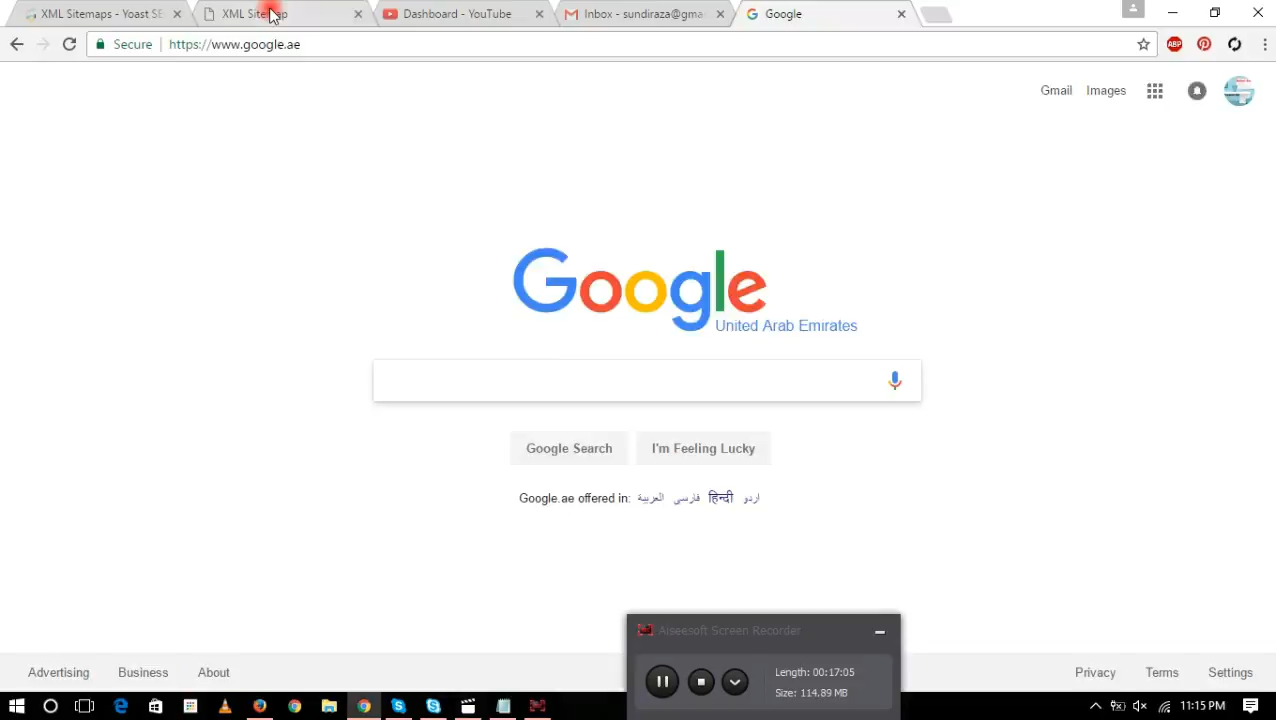 XML Sitemaps - Yoast SE
XML Sitemap
Dashboard - YouTube
Inbox - sundiraza@gma
Google
Secure
https://www.google.ae
ABP
Gmail
Images
Google
United Arab Emirates
Google Search
I'm Feeling Lucky
Google.ae offered in: العربية فارسی हिन्दी اردو
Aiseesoft Screen Recorder
Length: 00:17:05
Size: 114.89 MB
Advertising
Business
About
Privacy
Terms
Settings
11:15 PM